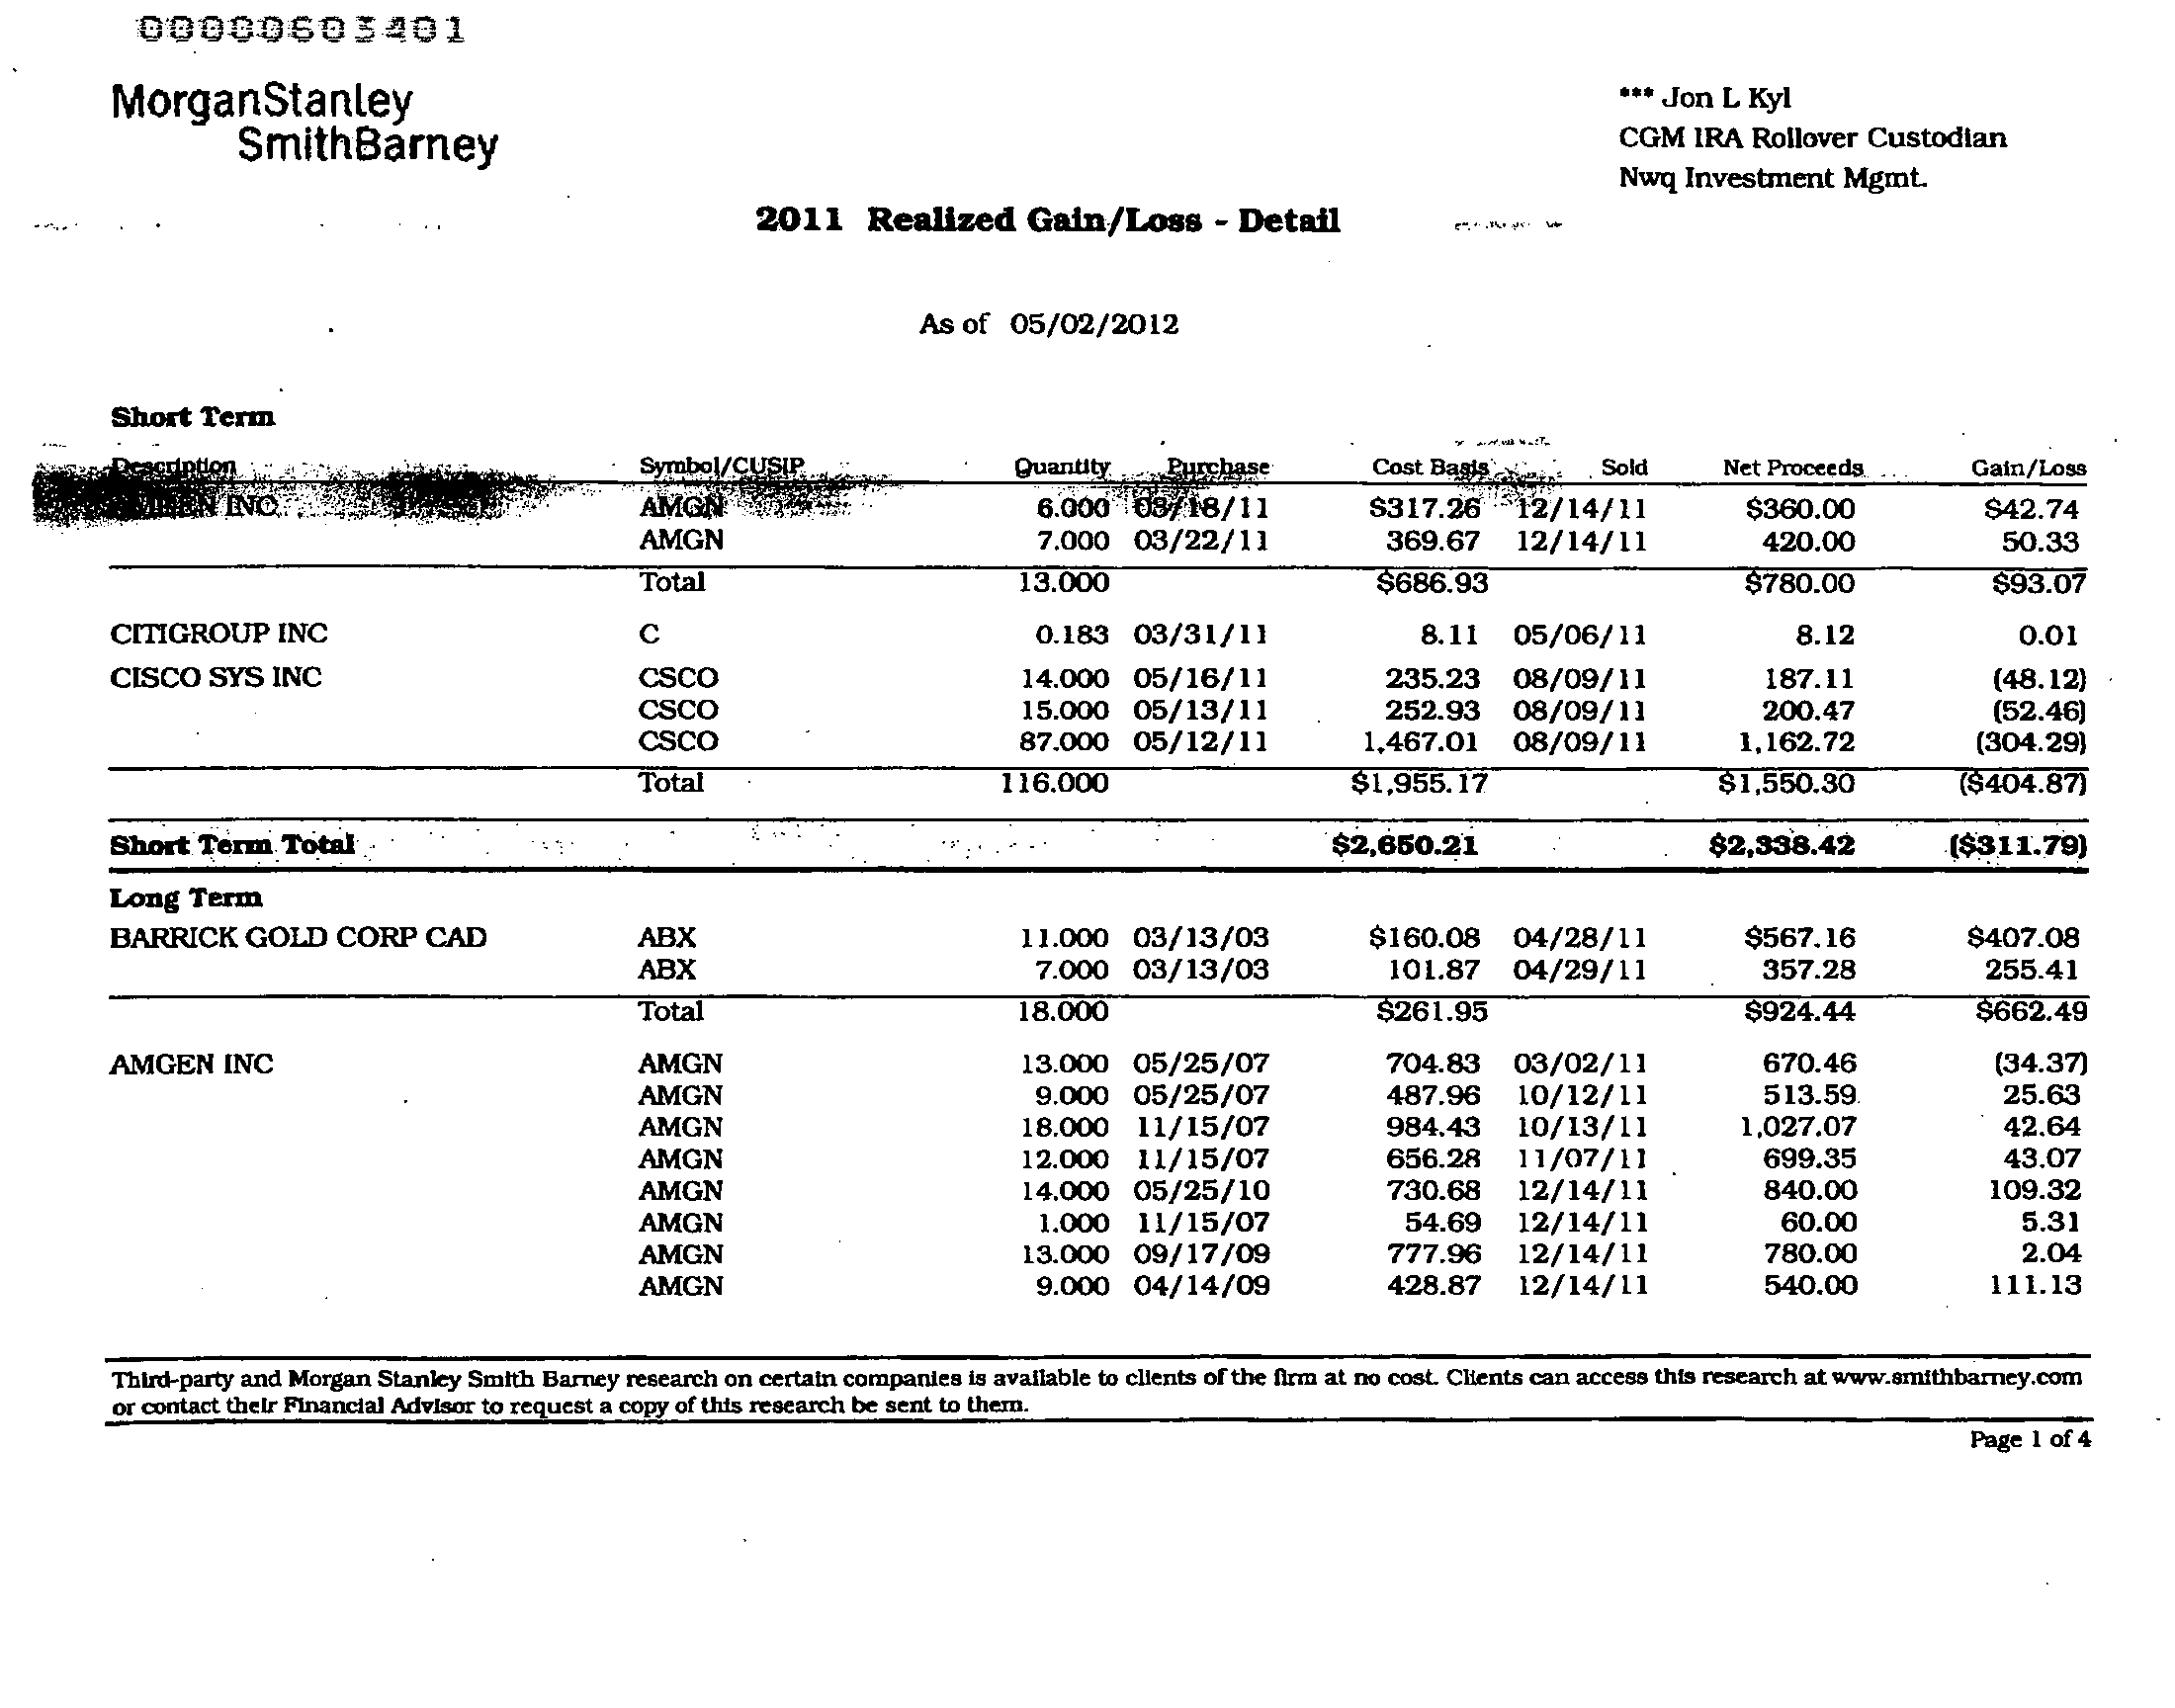 00000603401
MorganStanley
SmithBarney
*** Jon L Kyl
CGM IRA Rollover Custodian
Nwq Investment Mgmt.
2011 Realized Gain/Loss - Detail
As of 05/02/2012
Short Term
Description Symbol/CUSIP Quantity Purchase Cost Basis Sold Net Proceeds Gain/Loss
INC AMGN 6.000 03/18/11 $317.26 12/14/11 $360.00 $42.74
AMGN 7.000 03/22/11 369.67 12/14/11 420.00 50.33
Total 13.000 $686.93 $780.00 $93.07
CITIGROUP INC C 0.183 03/31/11 8.11 05/06/11 8.12 0.01
CISCO SYS INC CSCO 14.000 05/16/11 235.23 08/09/11 187.11 (48.12)
CSCO 15.000 05/13/11 252.93 08/09/11 200.47 (52.46)
CSCO 87.000 05/12/11 1,467.01 08/09/11 1,162.72 (304.29)
Total 116.000 $1,955.17 $1,550.30 ($404.87)
Short Term Total $2,650.21 $2,338.42 ($311.79)
Long Term
BARRICK GOLD CORP CAD ABX 11.000 03/13/03 $160.08 04/28/11 $567.16 $407.08
ABX 7.000 03/13/03 101.87 04/29/11 357.28 255.41
Total 18.000 $261.95 $924.44 $662.49
AMGEN INC AMGN 13.000 05/25/07 704.83 03/02/11 670.46 (34.37)
AMGN 9.000 05/25/07 487.96 10/12/11 513.59 25.63
AMGN 18.000 11/15/07 984.43 10/13/11 1,027.07 42.64
AMGN 12.000 11/15/07 656.28 11/07/11 699.35 43.07
AMGN 14.000 05/25/10 730.68 12/14/11 840.00 109.32
AMGN 1.000 11/15/07 54.69 12/14/11 60.00 5.31
AMGN 13.000 09/17/09 777.96 12/14/11 780.00 2.04
AMGN 9.000 04/14/09 428.87 12/14/11 540.00 111.13
Third-party and Morgan Stanley Smith Barney research on certain companies is available to clients of the firm at no cost. Clients can access this research at www.smithbarney.com
or contact their Financial Advisor to request a copy of this research be sent to them.
Page 1 of 4